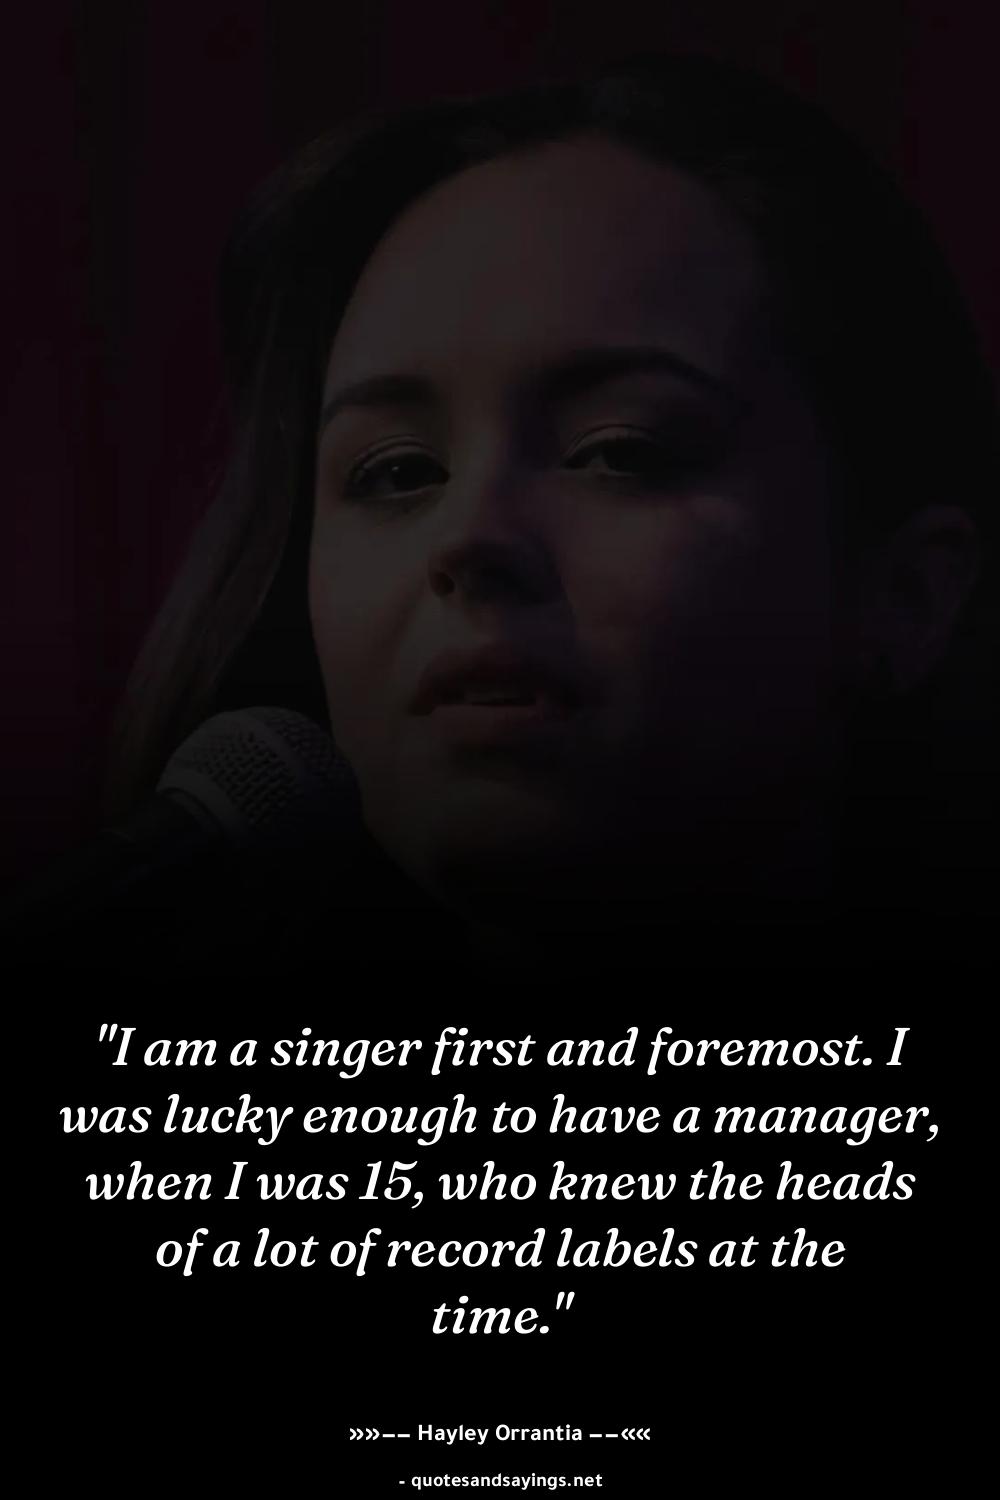 "I am a singer first and foremost. I
was lucky enough to have a manager,
when I was 15, who knew the heads
of a lot of record labels at the
time."
»»−− Hayley Orrantia −−««
- quotesandsayings.net